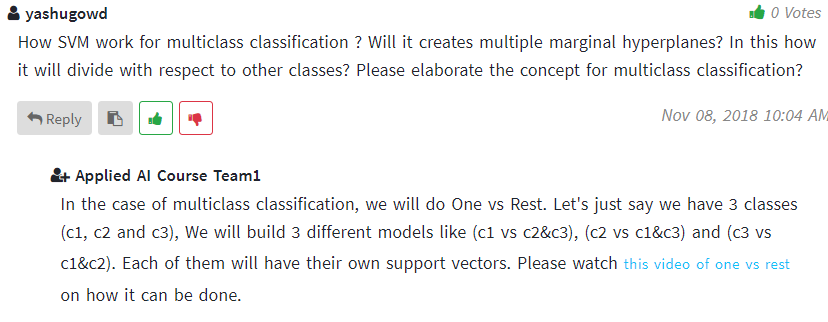 yashugowd
0 Votes
How SVM work for multiclass classification ? Will it creates multiple marginal hyperplanes? In this how
it will divide with respect to other classes? Please elaborate the concept for multiclass classification?
Reply
Nov 08, 2018 10:04 AM
Applied AI Course Team1
In the case of multiclass classification, we will do One vs Rest. Let's just say we have 3 classes
(c1, c2 and c3), We will build 3 different models like (c1 vs c2&c3), (c2 vs c1&c3) and (c3 vs
c1&c2). Each of them will have their own support vectors. Please watch this video of one vs rest
on how it can be done.